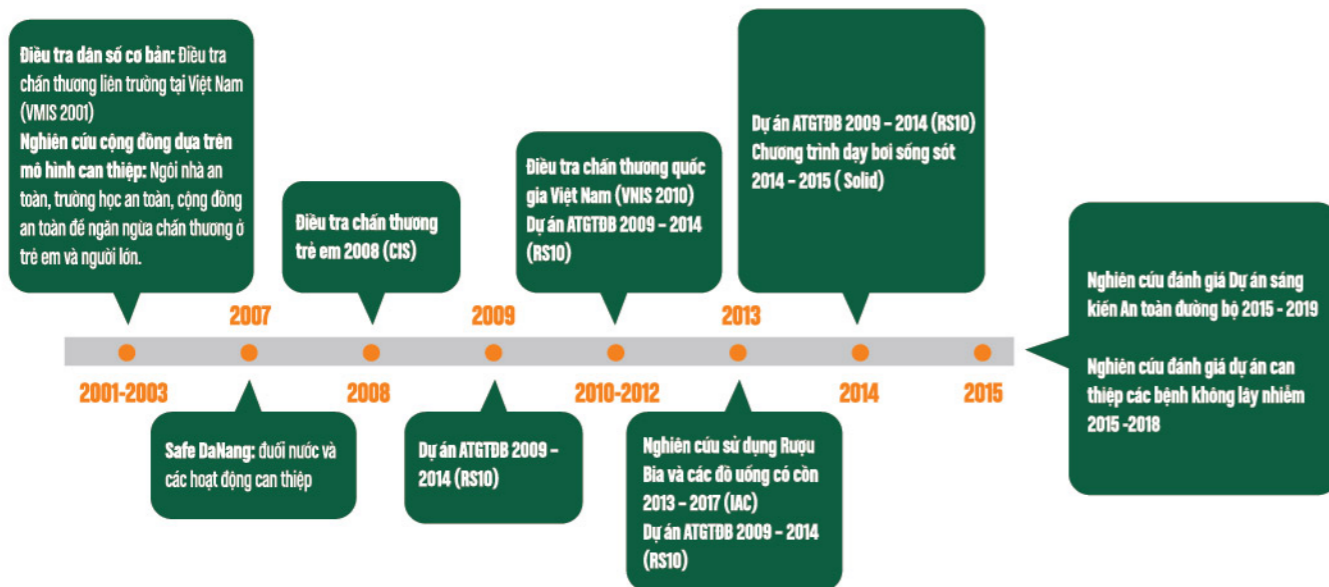 Điều tra dân số cơ bản: Điều tra
chấn thương liên trường tại Việt Nam
(VMIS 2001)
Nghiên cứu cộng đồng dựa trên
mô hình can thiệp: Ngôi nhà an
toàn, trường học an toàn, cộng đồng
an toàn để ngăn ngừa chấn thương ở
trẻ em và người lớn.
Điều tra chấn thương
trẻ em 2008 (CIS)
Điều tra chấn thương quốc
gia Việt Nam (VNIS 2010)
Dự án ATGTĐB 2009 – 2014
(RS10)
Dự án ATGTĐB 2009 – 2014 (RS10)
Chương trình dạy bơi sống sót
2014 – 2015 ( Solid)
Nghiên cứu đánh giá Dự án sáng
kiến An toàn đường bộ 2015 - 2019
Nghiên cứu đánh giá dự án can
thiệp các bệnh không lây nhiễm
2015 -2018
2007
2009
2013
2001-2003
2008
2010-2012
2014
2015
Safe DaNang: đuối nước và
các hoạt động can thiệp
Dự án ATGTĐB 2009 –
2014 (RS10)
Nghiên cứu sử dụng Rượu
Bia và các đồ uống có cồn
2013 – 2017 (IAC)
Dự án ATGTĐB 2009 – 2014
(RS10)